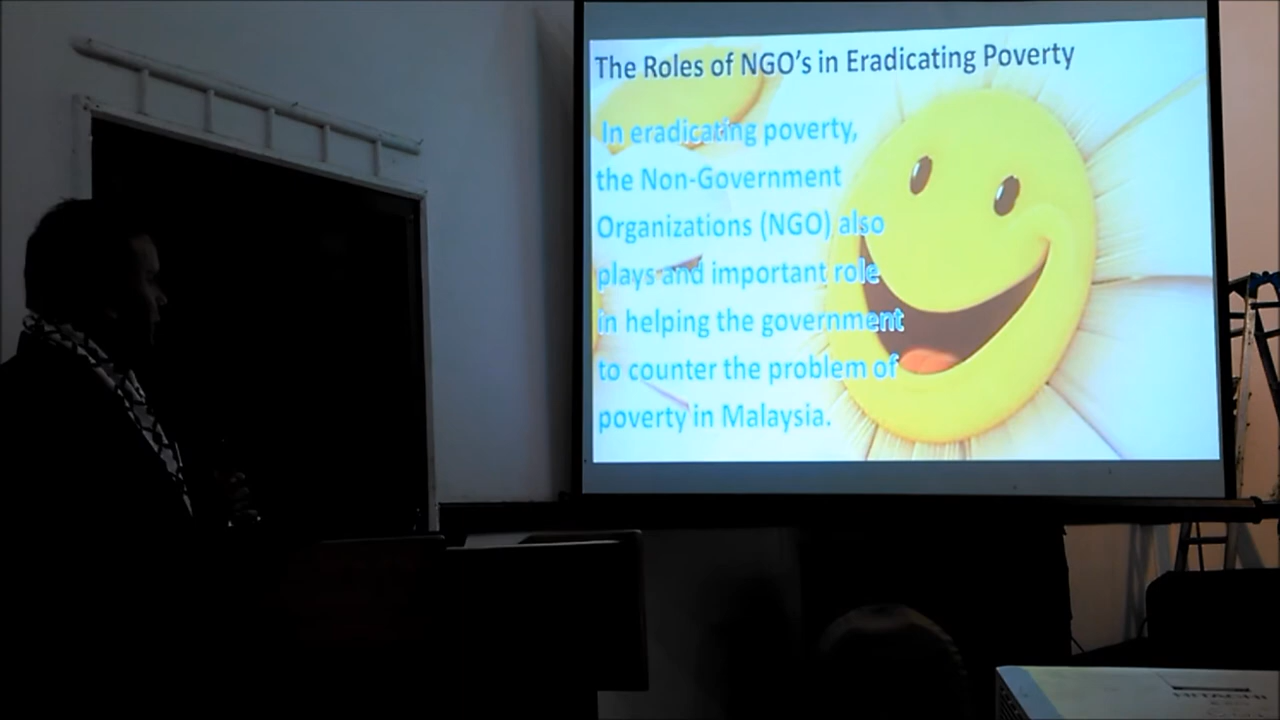 The Roles of NGO's in Eradicating Poverty
In eradicating poverty,
the Non-Government
Organizations (NGO) also
plays and important role
in helping the government
to counter the problem of
poverty in Malaysia.
HITACHI